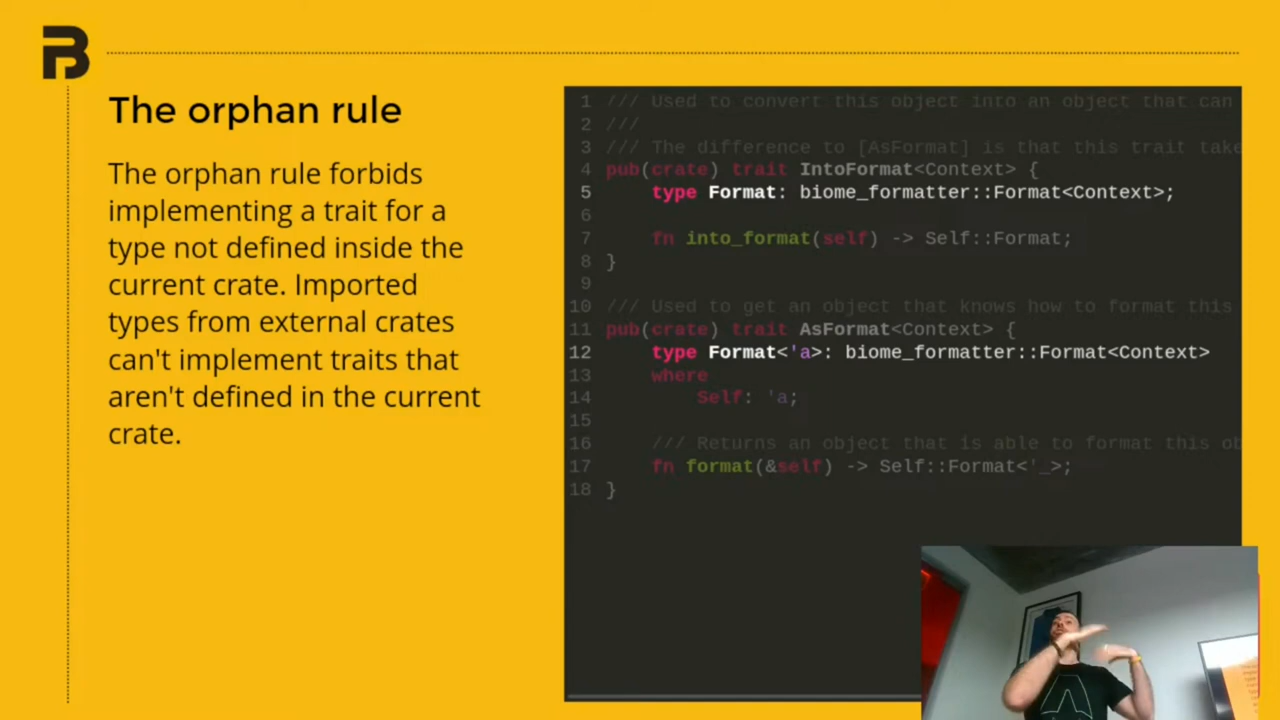 B
The orphan rule
The orphan rule forbids
implementing a trait for a
type not defined inside the
current crate. Imported
types from external crates
can't implement traits that
aren't defined in the current
crate.
1 /// Used to convert this object into an object that can
2 ///
3 /// The difference to [AsFormat] is that this trait take
4 pub(crate) trait IntoFormat<Context> {
5 type Format: biome_formatter::Format<Context>;
6
7 fn into_format(self) -> Self::Format;
8 }
9
10 /// Used to get an object that knows how to format this
11 pub(crate) trait AsFormat<Context> {
12 type Format<'a>: biome_formatter::Format<Context>
13 where
14 Self: 'a;
15
16 /// Returns an object that is able to format this ob
17 fn format(&self) -> Self::Format<'_>;
18 }